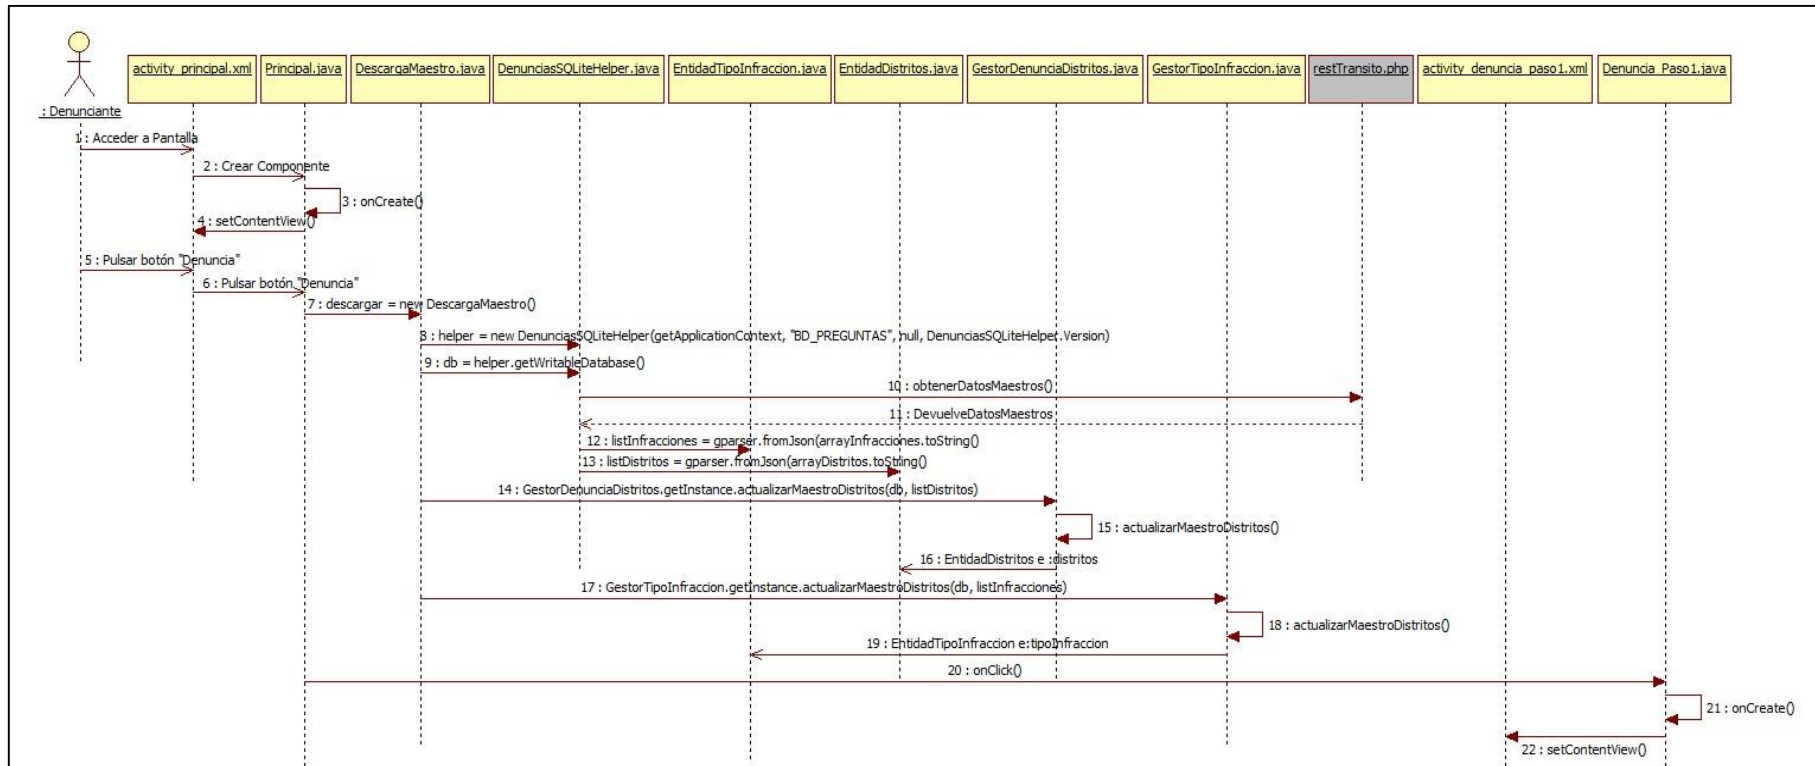 activity_principal.xml
Principal.java
DescargaMaestro.java
DenunciasSQLiteHelper.java
EntidadTipoInfraccion.java
EntidadDistritos.java
GestorDenunciaDistritos.java
GestorTipoInfraccion.java
restTransito.php
activity_denuncia_paso1.xml
Denuncia_Paso1.java
: Denunciante
1 : Acceder a Pantalla
2 : Crear Componente
3 : onCreate()
4 : setContentView()
5 : Pulsar botón "Denuncia"
6 : Pulsar botón "Denuncia"
7 : descargar = new DescargaMaestro()
8 : helper = new DenunciasSQLiteHelper(getApplicationContext, "BD_PREGUNTAS", null, DenunciasSQLiteHelper.Version)
9 : db = helper.getWritableDatabase()
10 : obtenerDatosMaestros()
11 : DevuelveDatosMaestros
12 : listInfracciones = gparser.fromJson(arrayInfracciones.toString()
13 : listDistritos = gparser.fromJson(arrayDistritos.toString()
14 : GestorDenunciaDistritos.getInstance.actualizarMaestroDistritos(db, listDistritos)
15 : actualizarMaestroDistritos()
16 : EntidadDistritos e :distritos
17 : GestorTipoInfraccion.getInstance.actualizarMaestroDistritos(db, listInfracciones)
18 : actualizarMaestroDistritos()
19 : EntidadTipoInfraccion e:tipoInfraccion
20 : onClick()
21 : onCreate()
22 : setContentView()